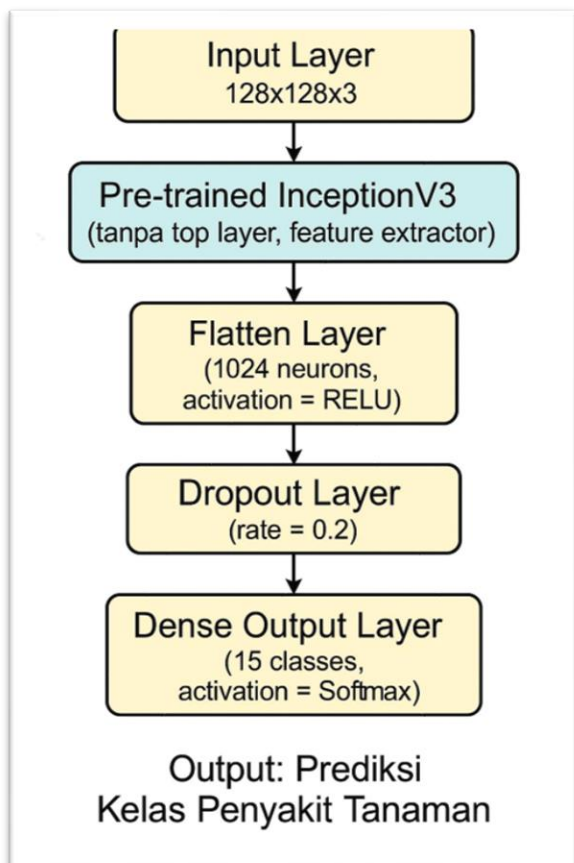 Input Layer
128x128x3
Pre-trained InceptionV3
(tanpa top layer, feature extractor)
Flatten Layer
(1024 neurons,
activation = RELU)
Dropout Layer
(rate = 0.2)
Dense Output Layer
(15 classes,
activation = Softmax)
Output: Prediksi
Kelas Penyakit Tanaman